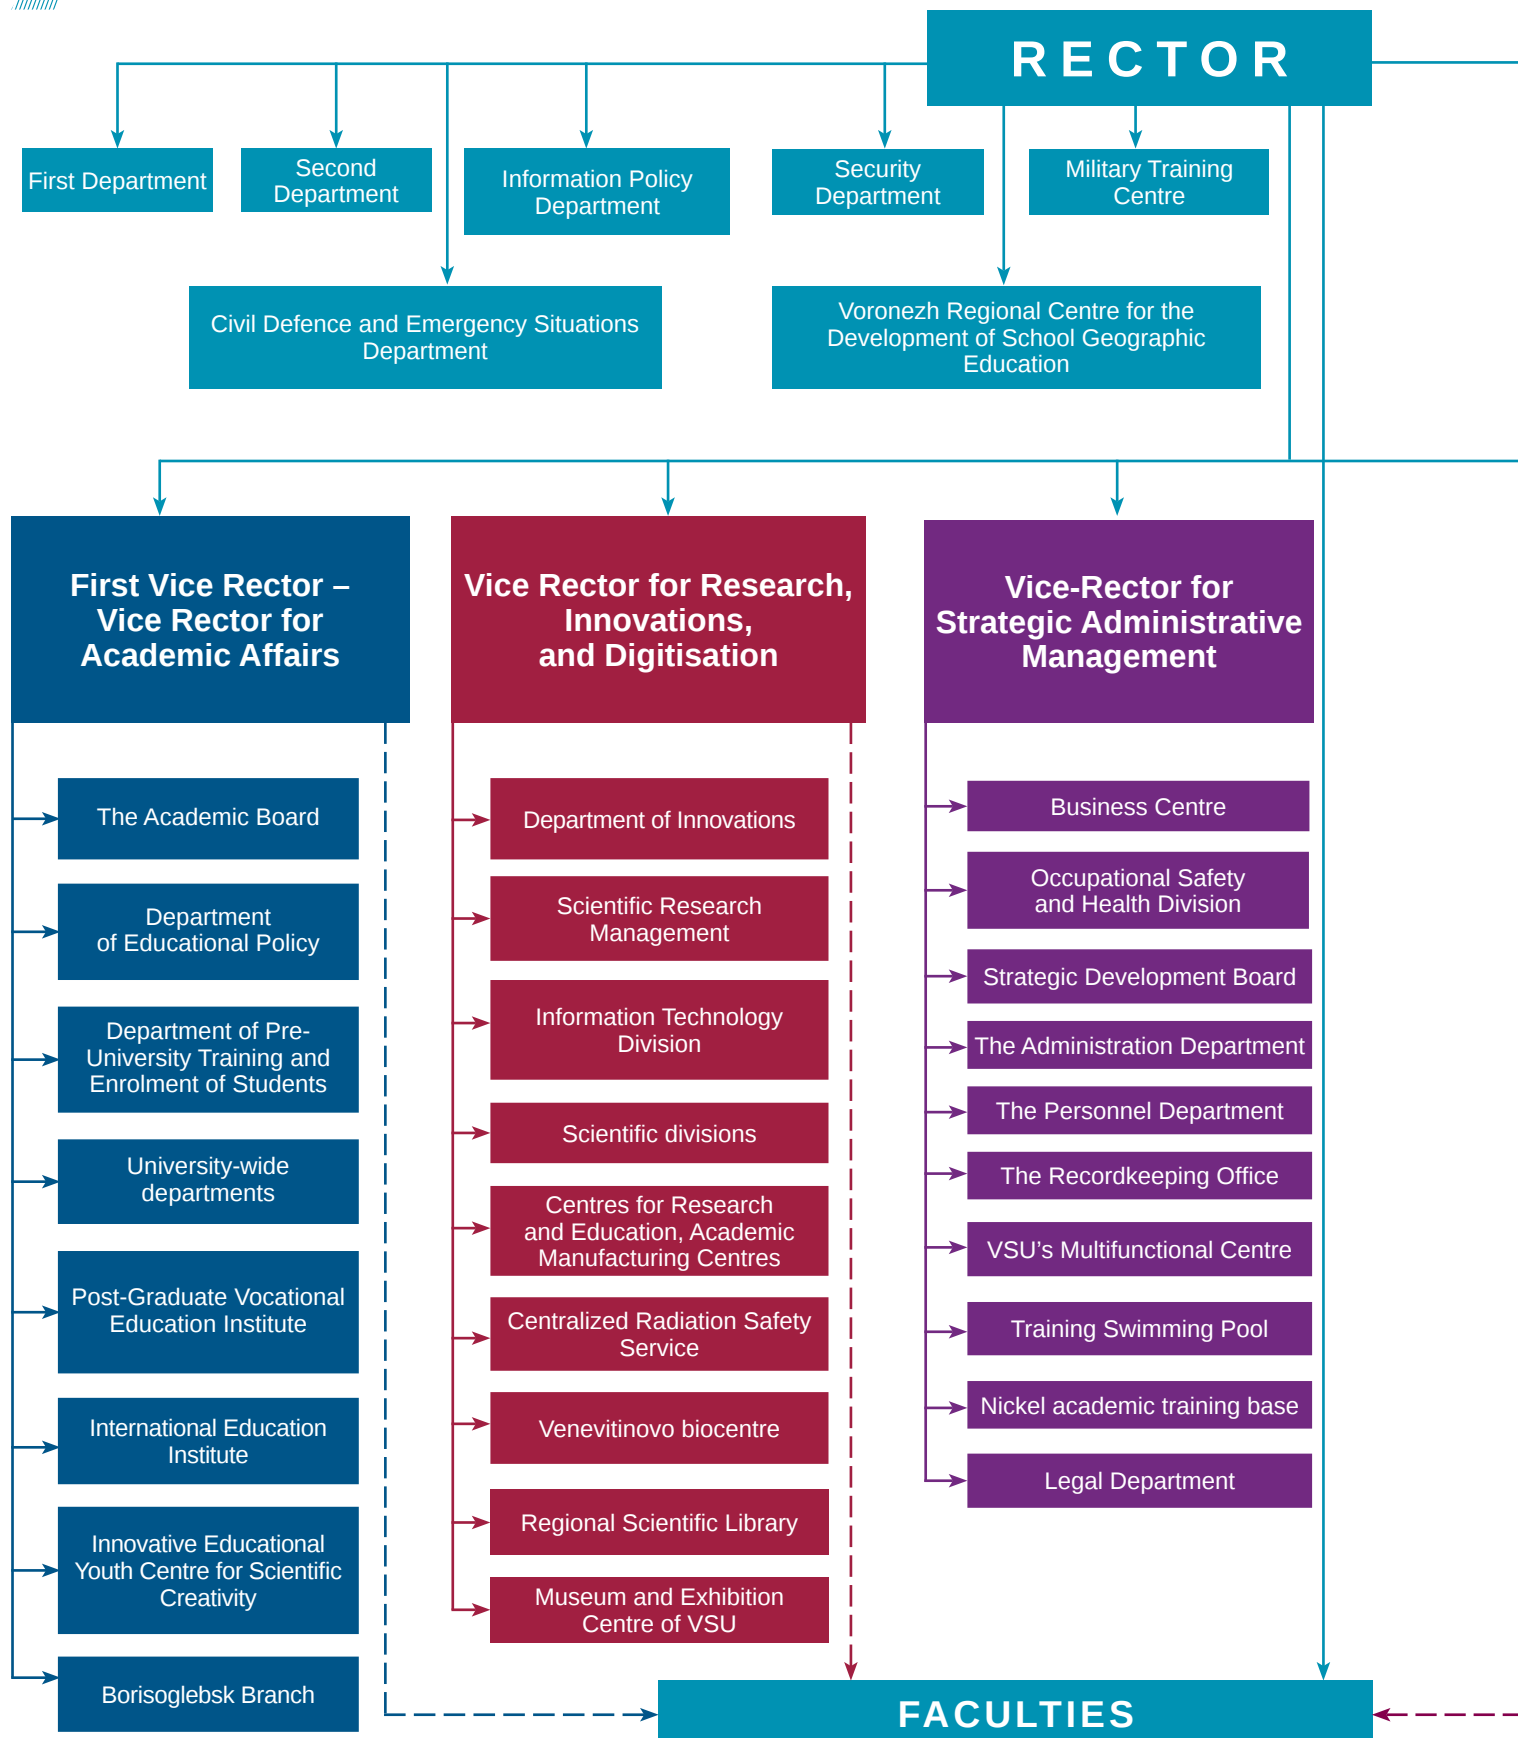 RECTOR
First Department
Second
Department
Information Policy
Department
Security
Department
Military Training
Centre
Civil Defence and Emergency Situations
Department
Voronezh Regional Centre for the
Development of School Geographic
Education
First Vice Rector –
Vice Rector for
Academic Affairs
The Academic Board
Department
of Educational Policy
Department of Pre-
University Training and
Enrolment of Students
University-wide
departments
Post-Graduate Vocational
Education Institute
International Education
Institute
Innovative Educational
Youth Centre for Scientific
Creativity
Borisoglebsk Branch
Vice Rector for Research,
Innovations,
and Digitisation
Department of Innovations
Scientific Research
Management
Information Technology
Division
Scientific divisions
Centres for Research
and Education, Academic
Manufacturing Centres
Centralized Radiation Safety
Service
Venevitinovo biocentre
Regional Scientific Library
Museum and Exhibition
Centre of VSU
Vice-Rector for
Strategic Administrative
Management
Business Centre
Occupational Safety
and Health Division
Strategic Development Board
The Administration Department
The Personnel Department
The Recordkeeping Office
VSU’s Multifunctional Centre
Training Swimming Pool
Nickel academic training base
Legal Department
FACULTIES